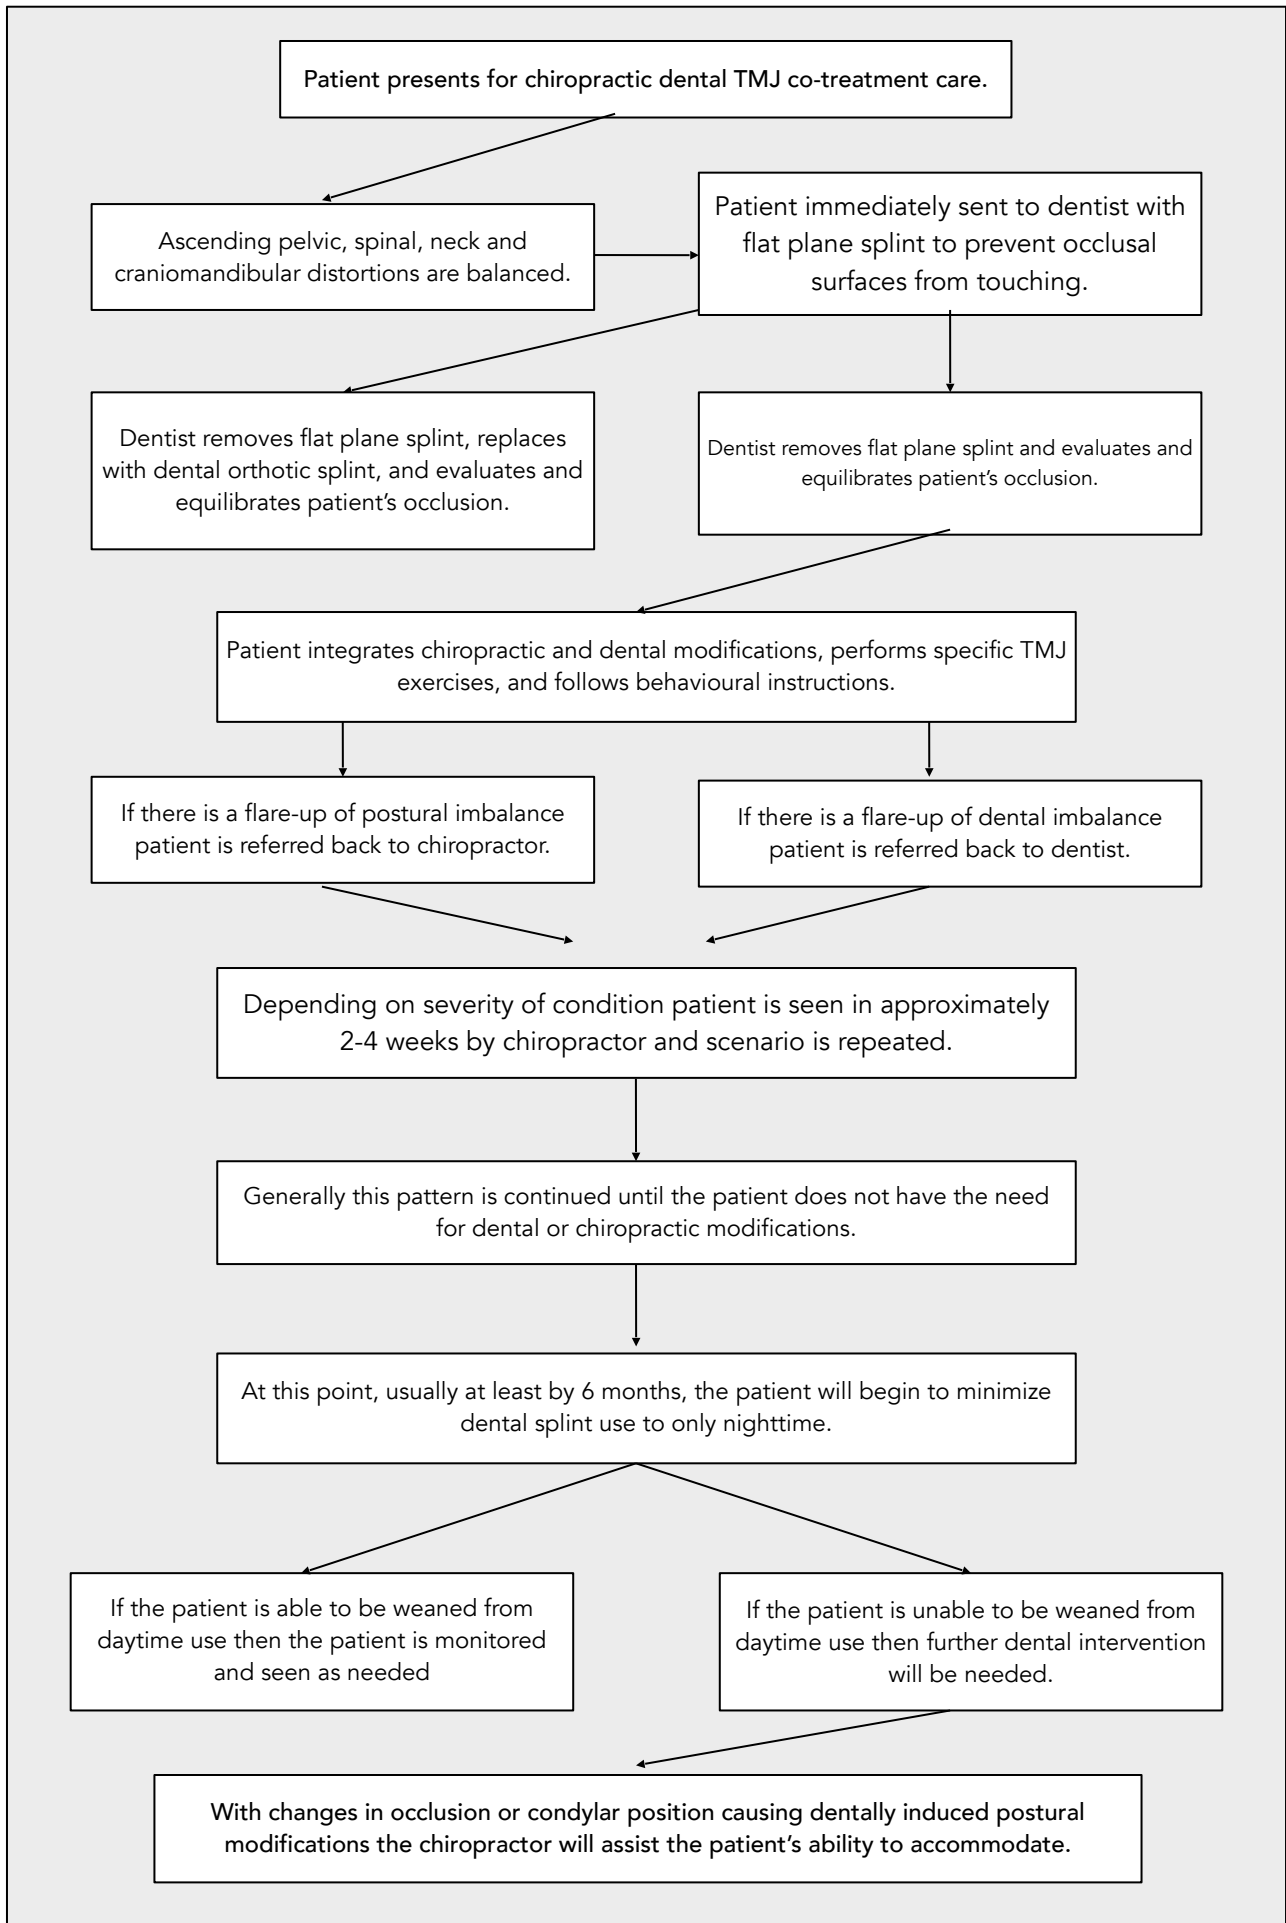 Patient presents for chiropractic dental TMJ co-treatment care.
Ascending pelvic, spinal, neck and
craniomandibular distortions are balanced.
Patient immediately sent to dentist with
flat plane splint to prevent occlusal
surfaces from touching.
Dentist removes flat plane splint, replaces
with dental orthotic splint, and evaluates and
equilibrates patient’s occlusion.
Dentist removes flat plane splint and evaluates and
equilibrates patient’s occlusion.
Patient integrates chiropractic and dental modifications, performs specific TMJ
exercises, and follows behavioural instructions.
If there is a flare-up of postural imbalance
patient is referred back to chiropractor.
If there is a flare-up of dental imbalance
patient is referred back to dentist.
Depending on severity of condition patient is seen in approximately
2-4 weeks by chiropractor and scenario is repeated.
Generally this pattern is continued until the patient does not have the need
for dental or chiropractic modifications.
At this point, usually at least by 6 months, the patient will begin to minimize
dental splint use to only nighttime.
If the patient is able to be weaned from
daytime use then the patient is monitored
and seen as needed
If the patient is unable to be weaned from
daytime use then further dental intervention
will be needed.
With changes in occlusion or condylar position causing dentally induced postural
modifications the chiropractor will assist the patient’s ability to accommodate.